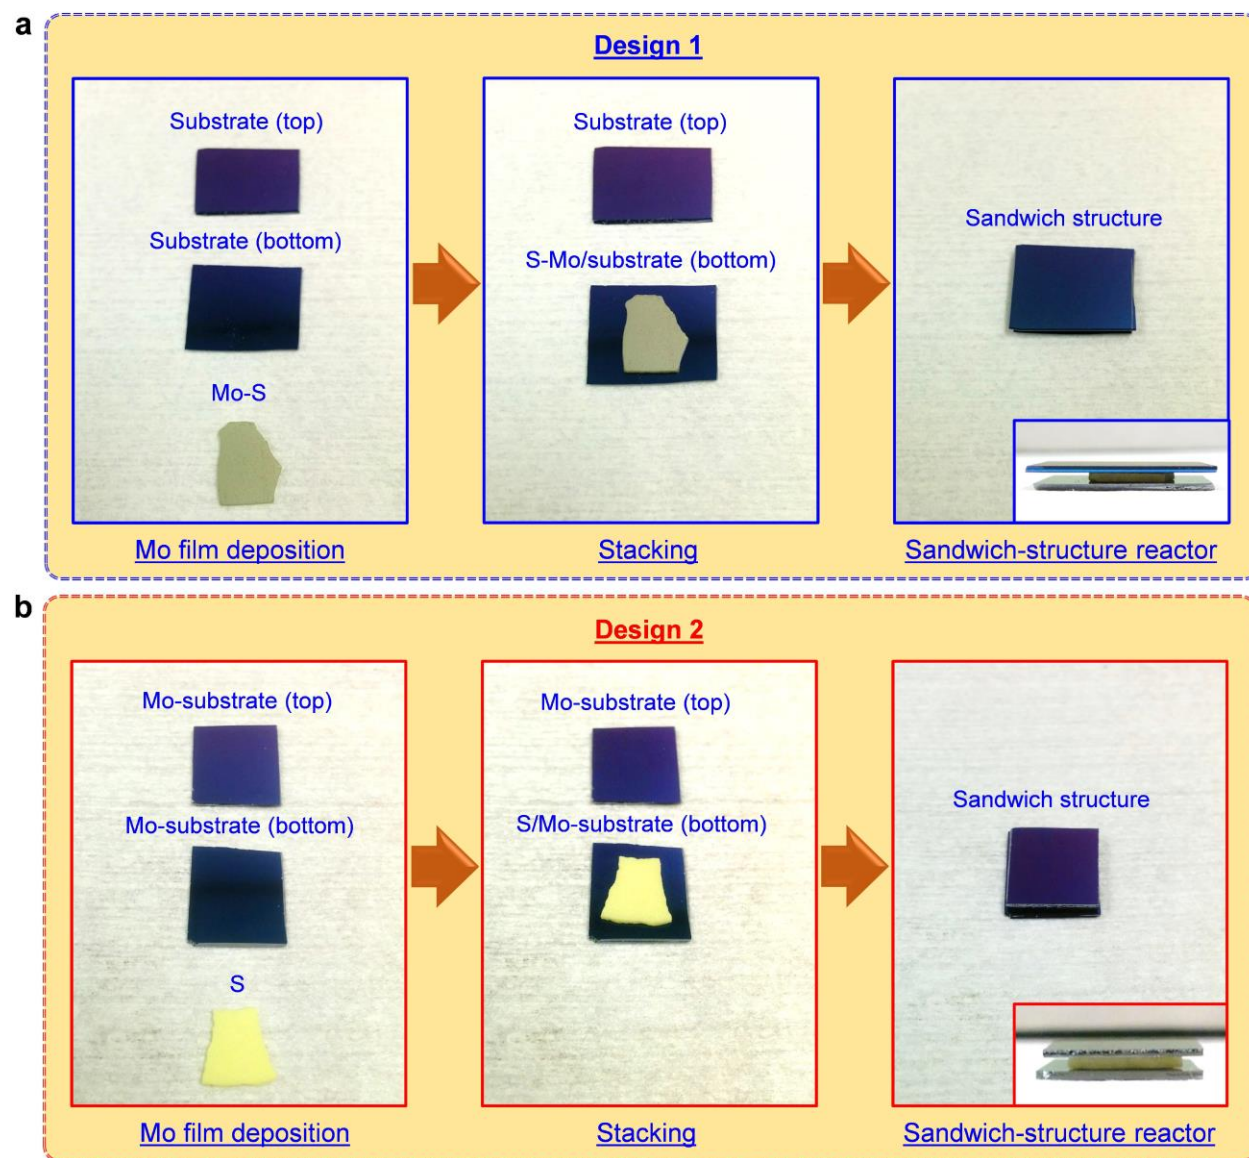 a
Design 1
Substrate (top)
Substrate (bottom)
Mo-S
Mo film deposition
Substrate (top)
S-Mo/substrate (bottom)
Stacking
Sandwich structure
Sandwich-structure reactor
b
Design 2
Mo-substrate (top)
Mo-substrate (bottom)
S
Mo film deposition
Mo-substrate (top)
S/Mo-substrate (bottom)
Stacking
Sandwich structure
Sandwich-structure reactor